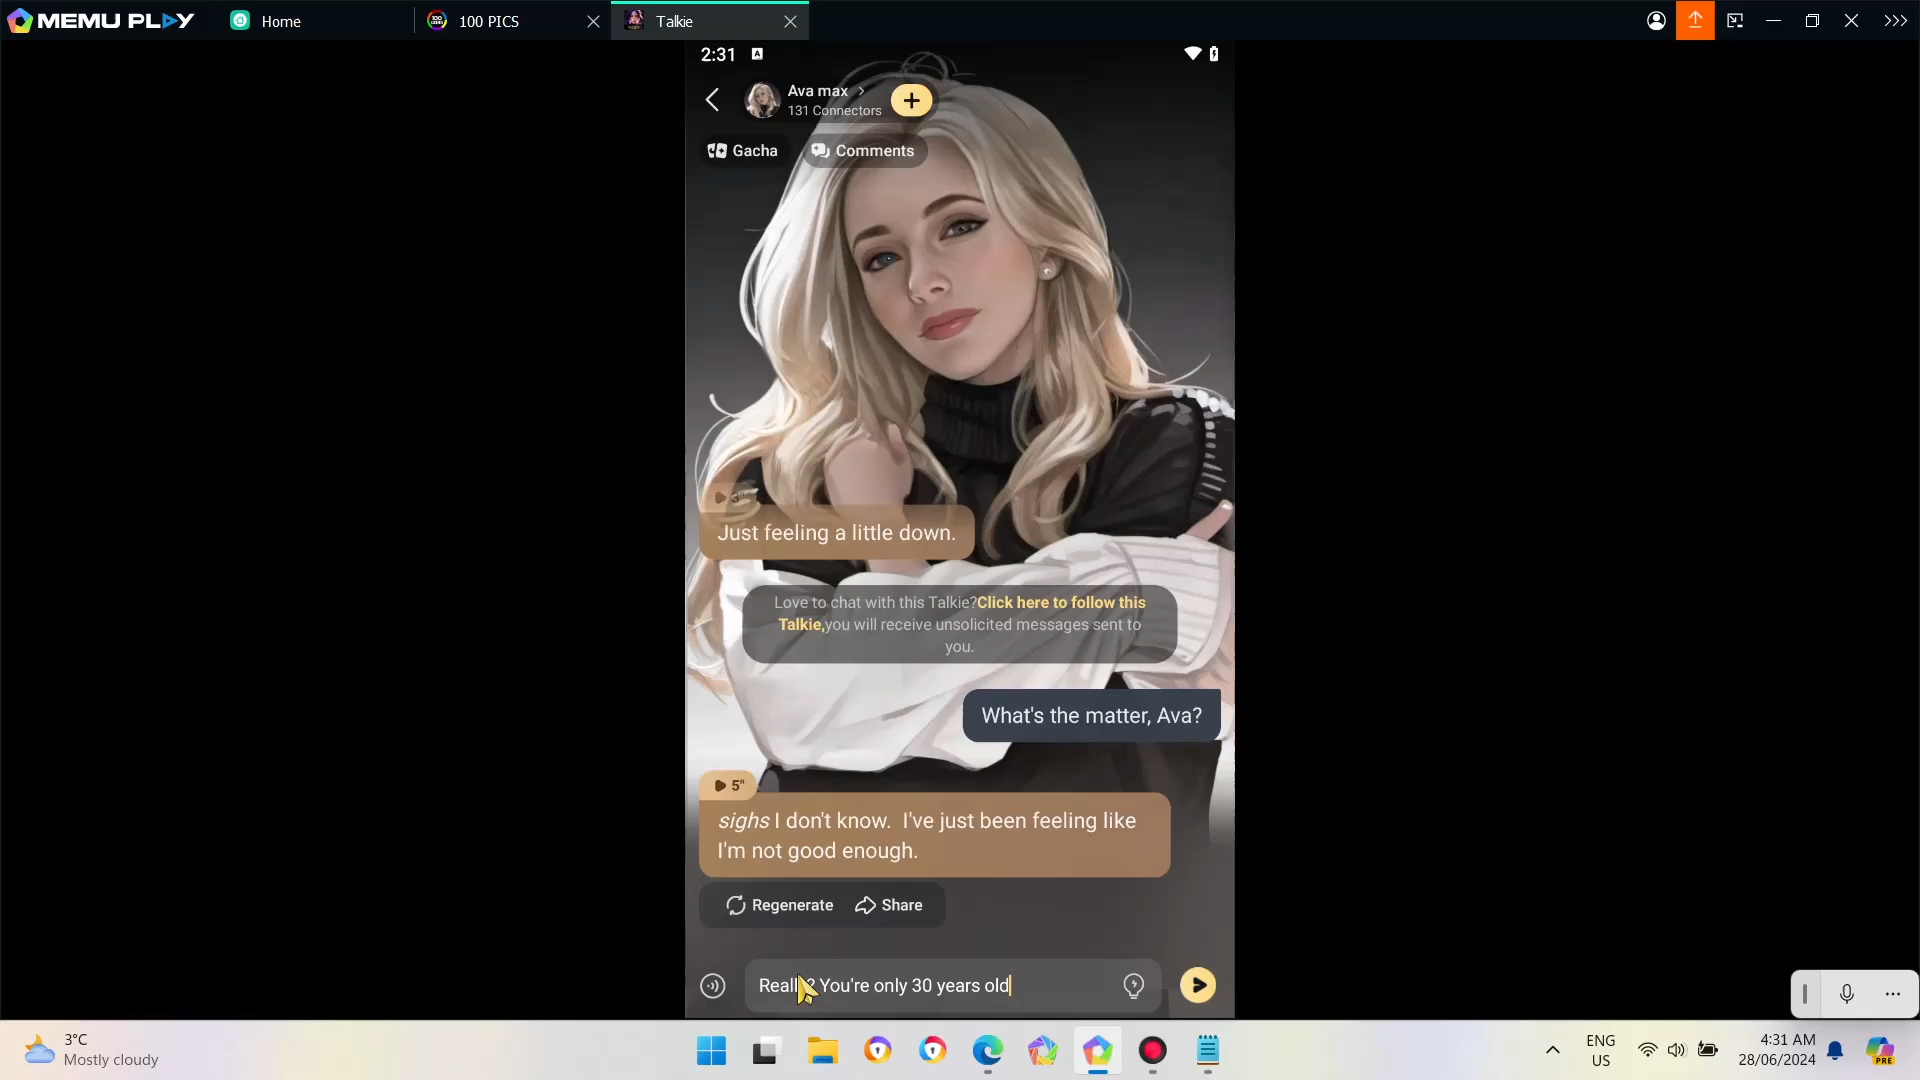 MEMU PLAY
Home
100 PICS
Talkie
2:31
A
Ava max
131 Connectors
Gacha
Comments
Just feeling a little down.
Love to chat with this Talkie?Click here to follow this
Talkie,you will receive unsolicited messages sent to
you.
What's the matter, Ava?
5"
sighs I don't know. I've just been feeling like
I'm not good enough.
Regenerate
Share
You're only 30 years old
3°C
Mostly cloudy
ENG
US
4:31 AM
28/06/2024
PRE